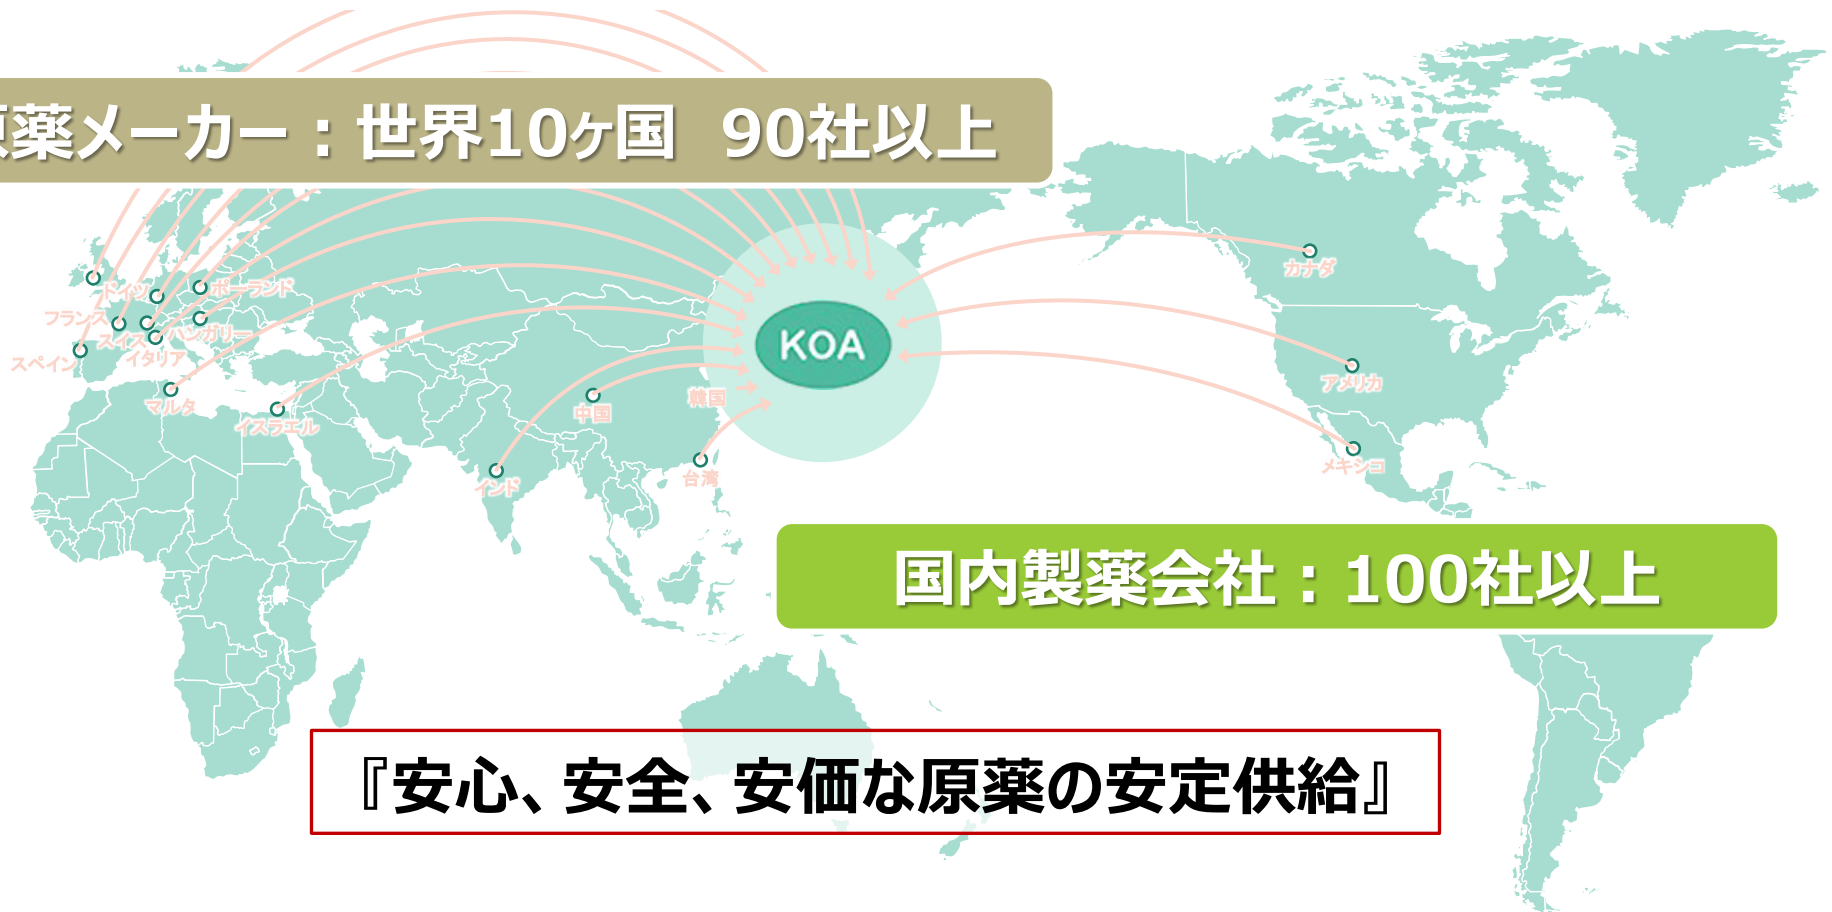 薬メーカー：世界10ヶ国 90社以上
カナダ
ドイツ
ポーランド
フランス
スイス
ハンガリー
スペイン
イタリア
KOA
アメリカ
マルタ
イスラエル
中国
韓国
メキシコ
インド
台湾
国内製薬会社：100社以上
『安心、安全、安価な原薬の安定供給』